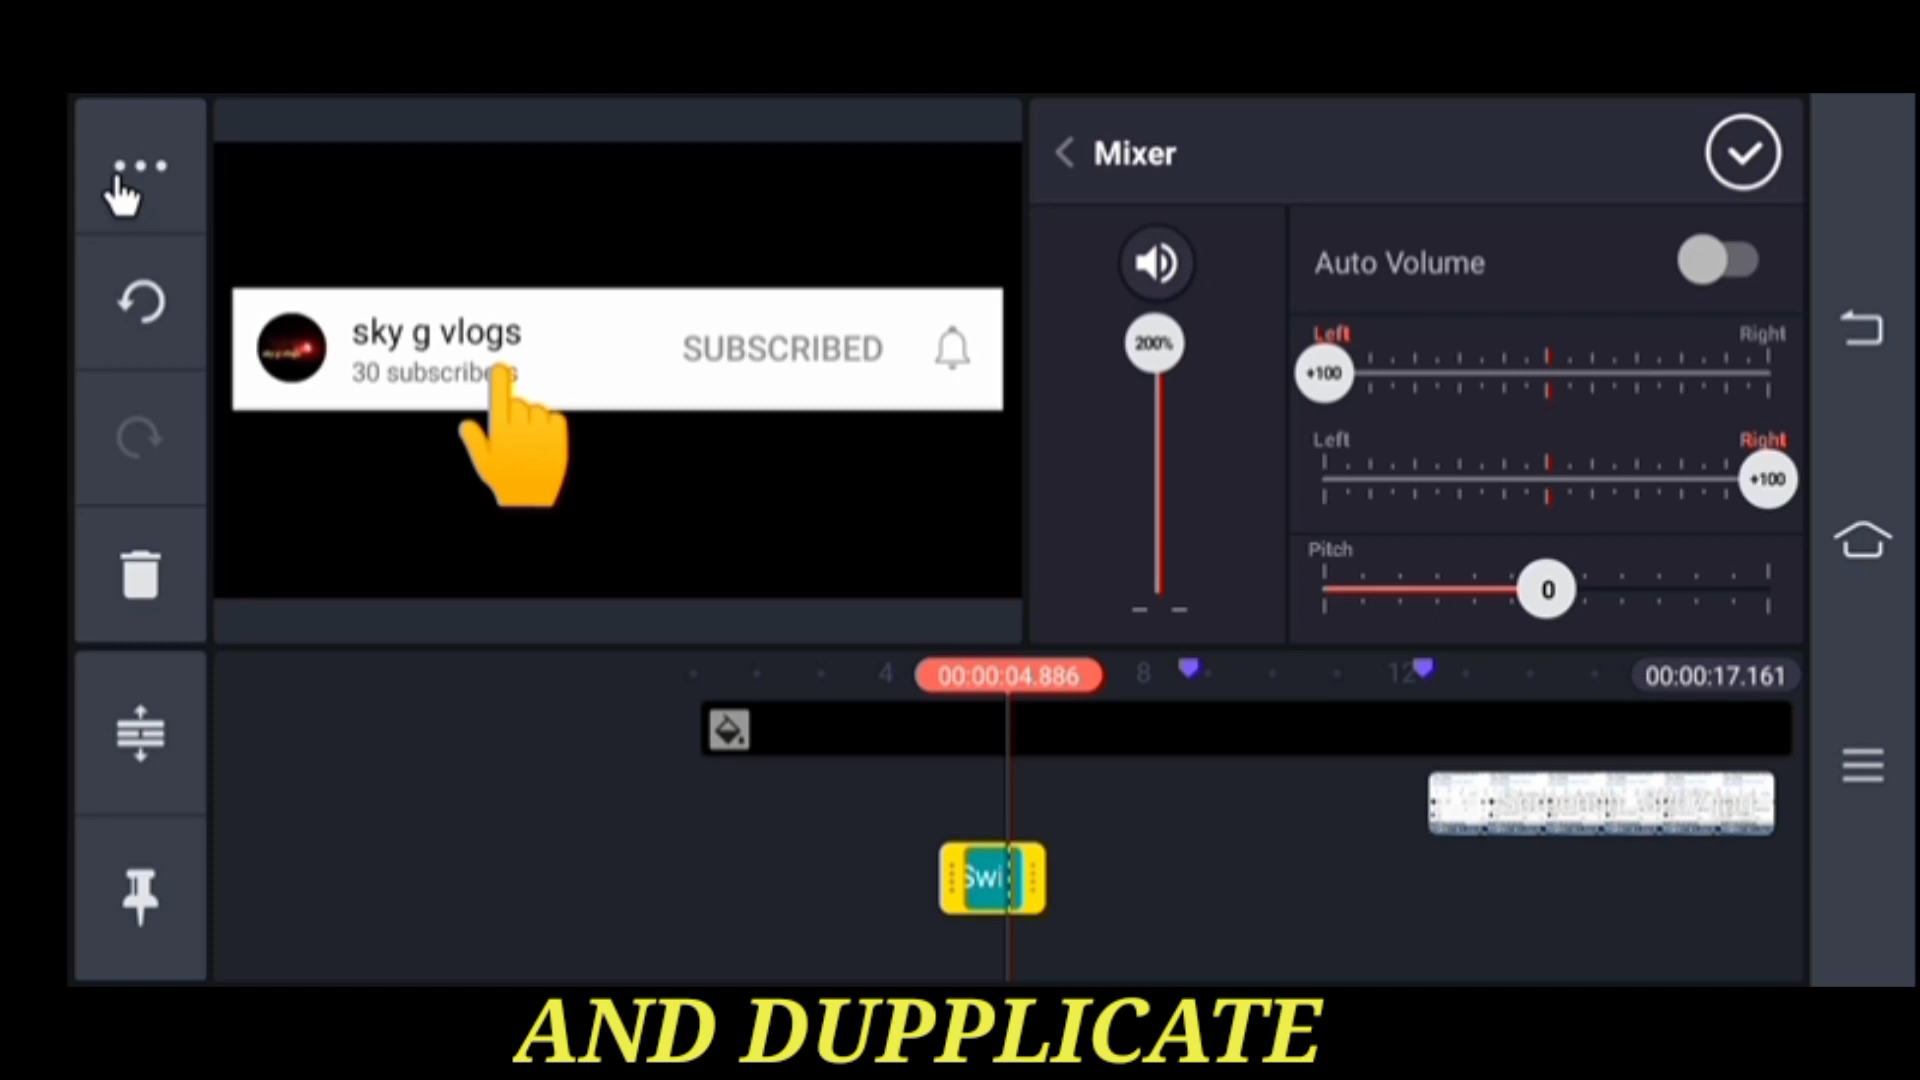 Mixer
Auto Volume
200%
Left Right
+100
Left Right
+100
Pitch
0
sky g vlogs
30 subscribers
SUBSCRIBED
4 00:00:04.886 8 12 00:00:17.161
Swi
AND DUPPLICATE